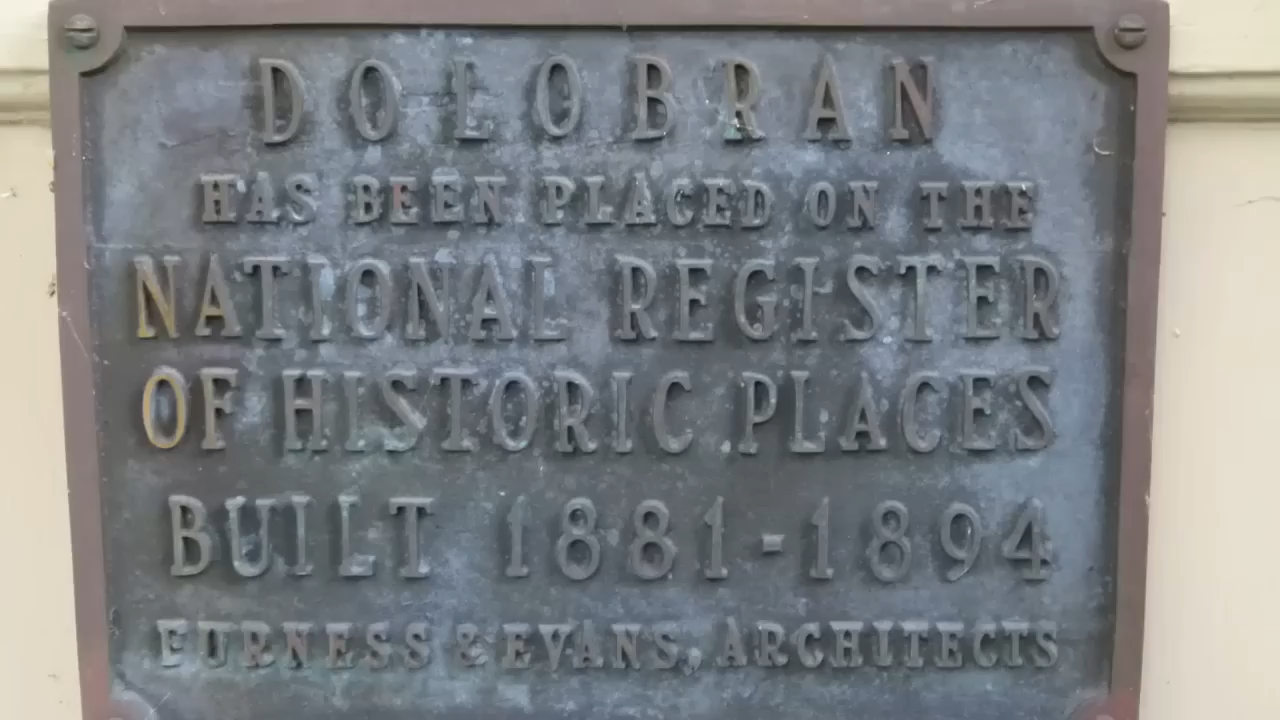 DOLOBRAN
HAS BEEN PLACED ON THE
NATIONAL REGISTER
OF HISTORIC PLACES
BUILT 1881-1894
FURNESS & EVANS, ARCHITECTS